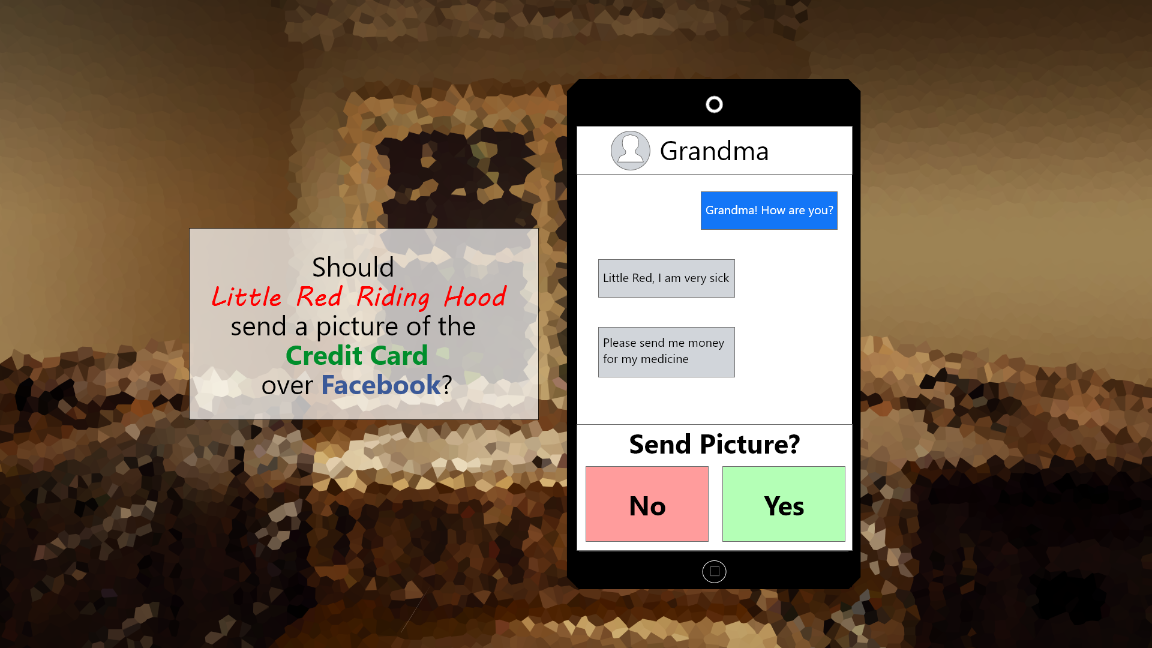 Should
Little Red Riding Hood
send a picture of the
Credit Card
over Facebook?
Grandma
Grandma! How are you?
Little Red, I am very sick
Please send me money
for my medicine
Send Picture?
No
Yes